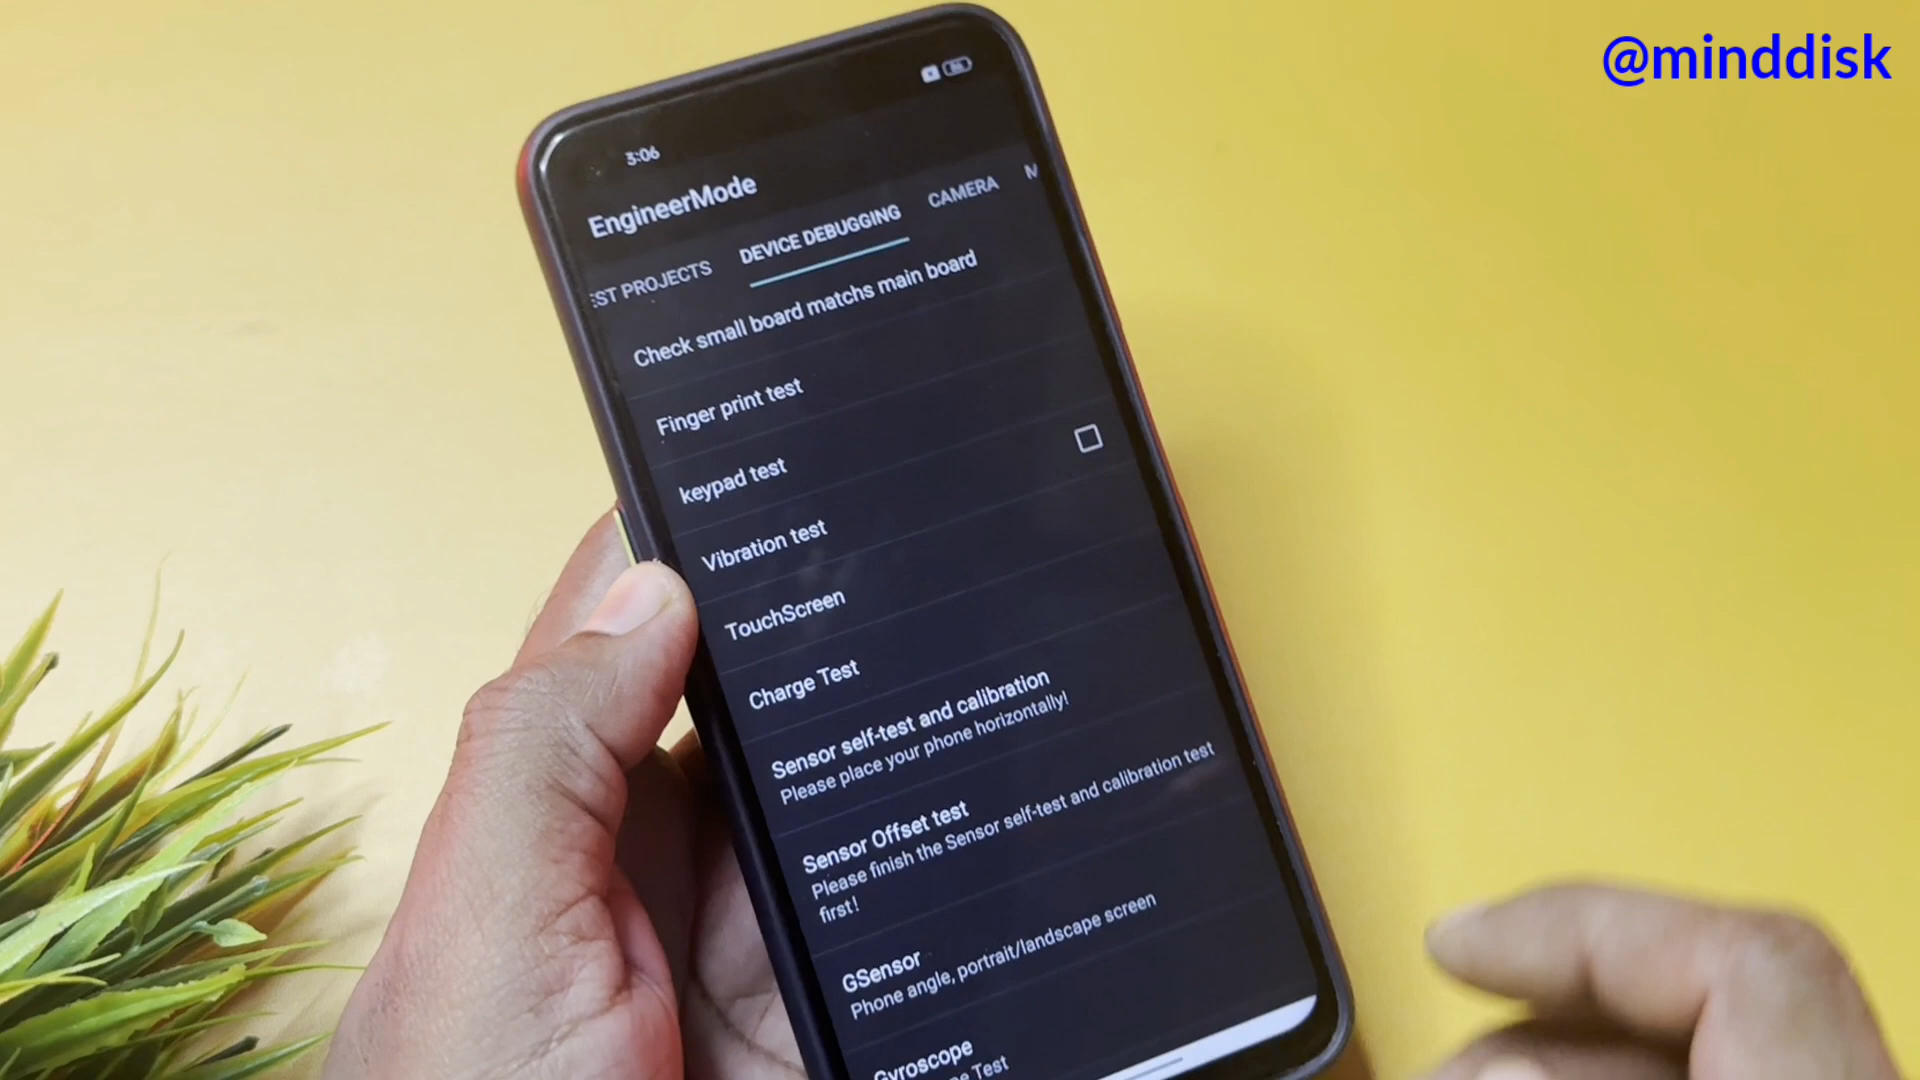 @minddisk
3:06
EngineerMode
EST PROJECTS DEVICE DEBUGGING CAMERA M
Check small board matchs main board
Finger print test
keypad test
Vibration test
TouchScreen
Charge Test
Sensor self-test and calibration
Please place your phone horizontally!
Sensor Offset test
Please finish the Sensor self-test and calibration test
first!
GSensor
Phone angle, portrait/landscape screen
Gyroscope
Test